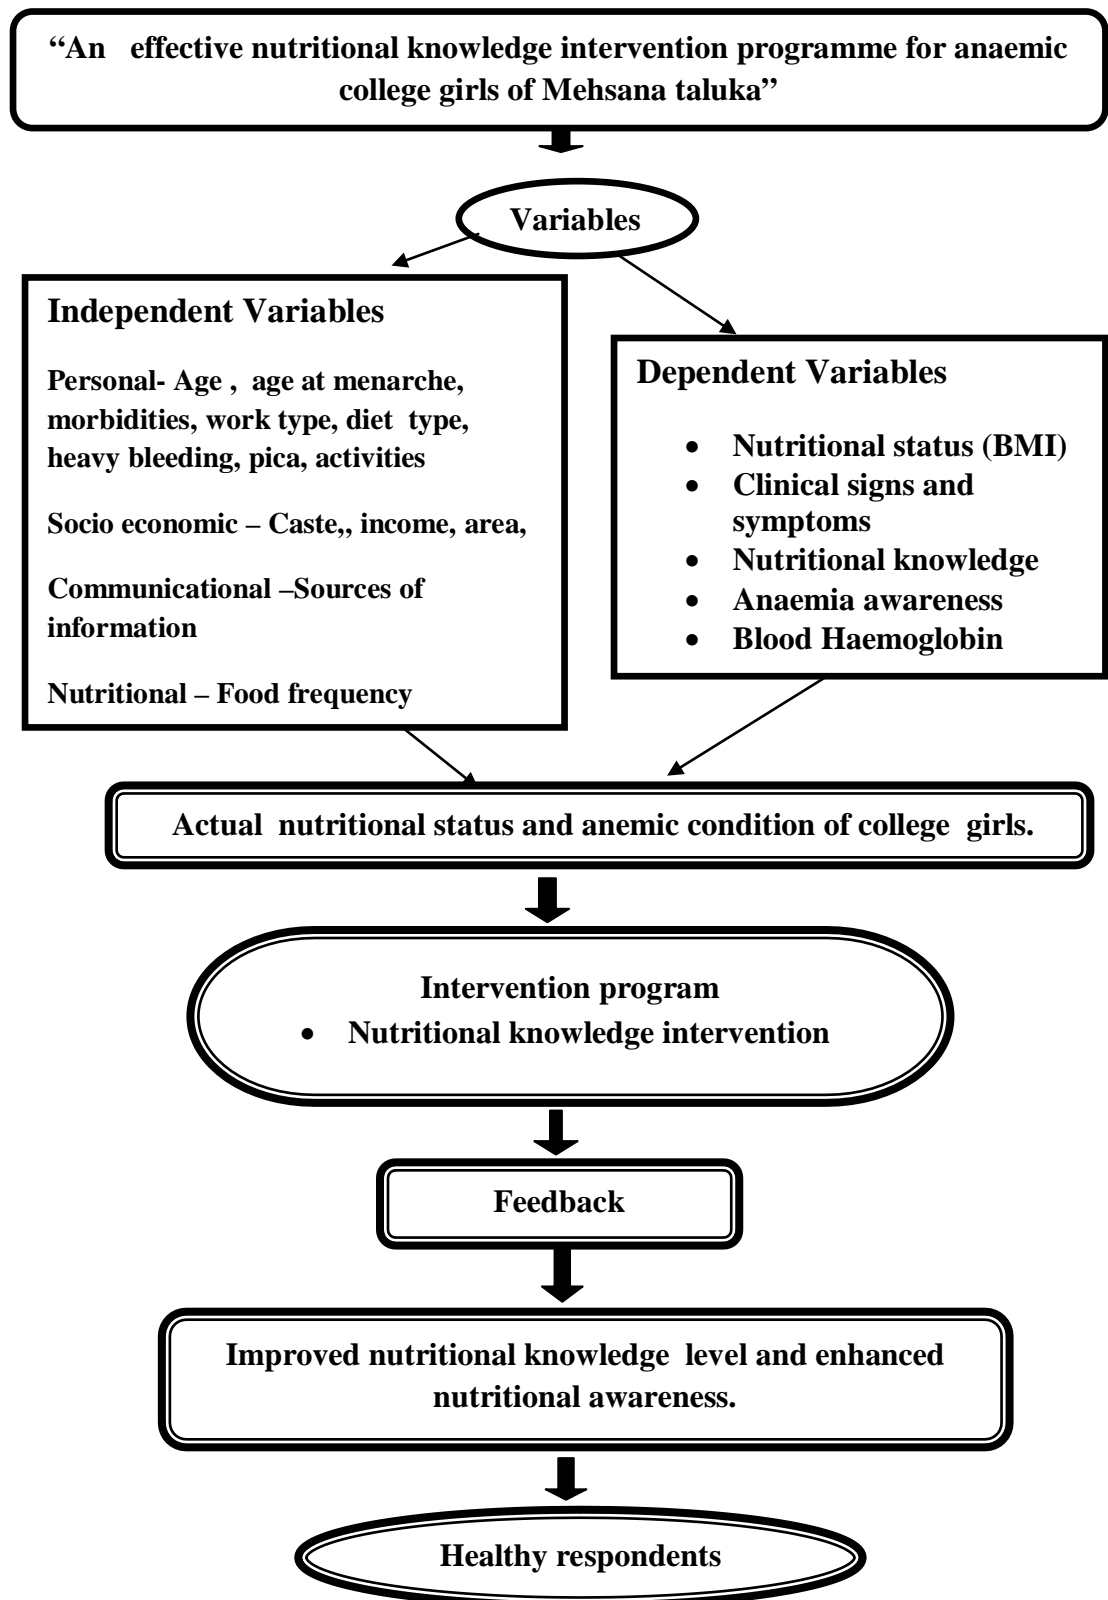 “An effective nutritional knowledge intervention programme for anaemic
college girls of Mehsana taluka”
Variables
Independent Variables
Personal- Age , age at menarche,
morbidities, work type, diet type,
heavy bleeding, pica, activities
Socio economic – Caste,, income, area,
Communicational –Sources of
information
Nutritional – Food frequency
Dependent Variables
• Nutritional status (BMI)
• Clinical signs and
symptoms
• Nutritional knowledge
• Anaemia awareness
• Blood Haemoglobin
Actual nutritional status and anemic condition of college girls.
Intervention program
• Nutritional knowledge intervention
Feedback
Improved nutritional knowledge level and enhanced
nutritional awareness.
Healthy respondents